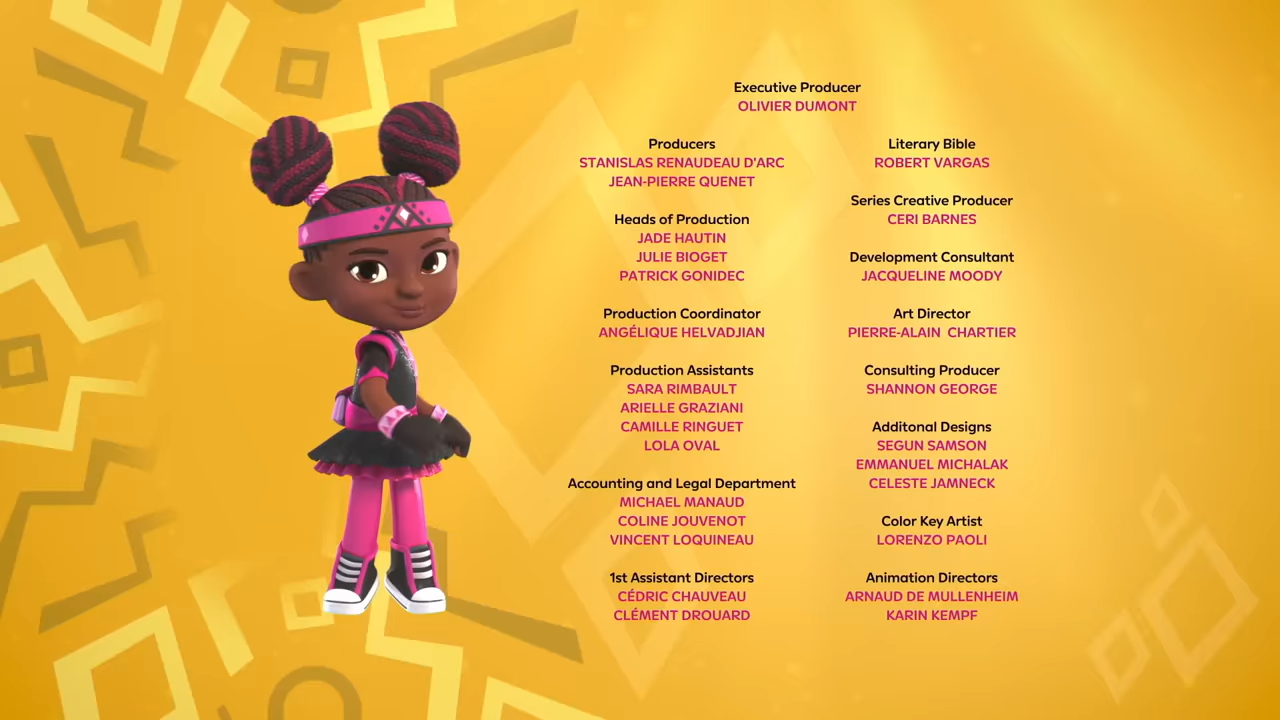 Executive Producer
OLIVIER DUMONT
Producers
STANISLAS RENAUDEAU D'ARC
JEAN-PIERRE QUENET
Heads of Production
JADE HAUTIN
JULIE BIOGET
PATRICK GONIDEC
Production Coordinator
ANGÉLIQUE HELVADJIAN
Production Assistants
SARA RIMBAULT
ARIELLE GRAZIANI
CAMILLE RINGUET
LOLA OVAL
Accounting and Legal Department
MICHAEL MANAUD
COLINE JOUVENOT
VINCENT LOQUINEAU
1st Assistant Directors
CÉDRIC CHAUVEAU
CLÉMENT DROUARD
Literary Bible
ROBERT VARGAS
Series Creative Producer
CERI BARNES
Development Consultant
JACQUELINE MOODY
Art Director
PIERRE-ALAIN  CHARTIER
Consulting Producer
SHANNON GEORGE
Additonal Designs
SEGUN SAMSON
EMMANUEL MICHALAK
CELESTE JAMNECK
Color Key Artist
LORENZO PAOLI
Animation Directors
ARNAUD DE MULLENHEIM
KARIN KEMPF